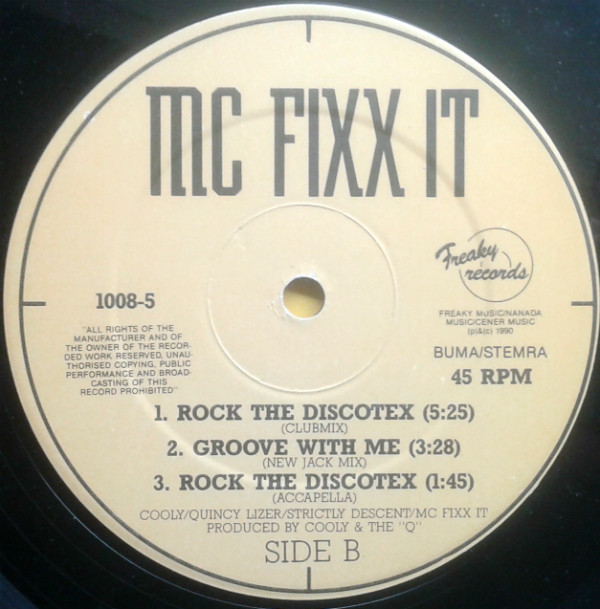 MC FIXX IT
Freaky
records
1008-5
"ALL RIGHTS OF THE
MANUFACTURER AND OF
THE OWNER OF THE RECOR-
DED WORK RESERVED, UNAU-
THORISED COPYING, PUBLIC
PERFORMANCE AND BROAD-
CASTING OF THIS
RECORD PROHIBITED"
FREAKY MUSIC/NANADA
MUSIC/CENER MUSIC
(p)&(c) 1990
BUMA/STEMRA
45 RPM
1. ROCK THE DISCOTEX (5:25)
(CLUBMIX)
2. GROOVE WITH ME (3:28)
(NEW JACK MIX)
3. ROCK THE DISCOTEX (1:45)
(ACCAPELLA)
COOLY/QUINCY LIZER/STRICTLY DESCENT/MC FIXX IT
PRODUCED BY COOLY & THE "Q"
SIDE B